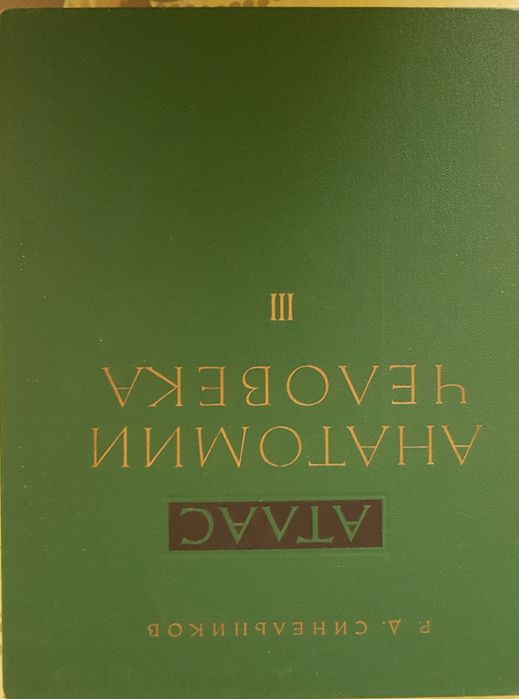 Р. Д. СИНЕЛЬНИКОВ
АТЛАС
АНАТОМИИ
ЧЕЛОВЕКА
III